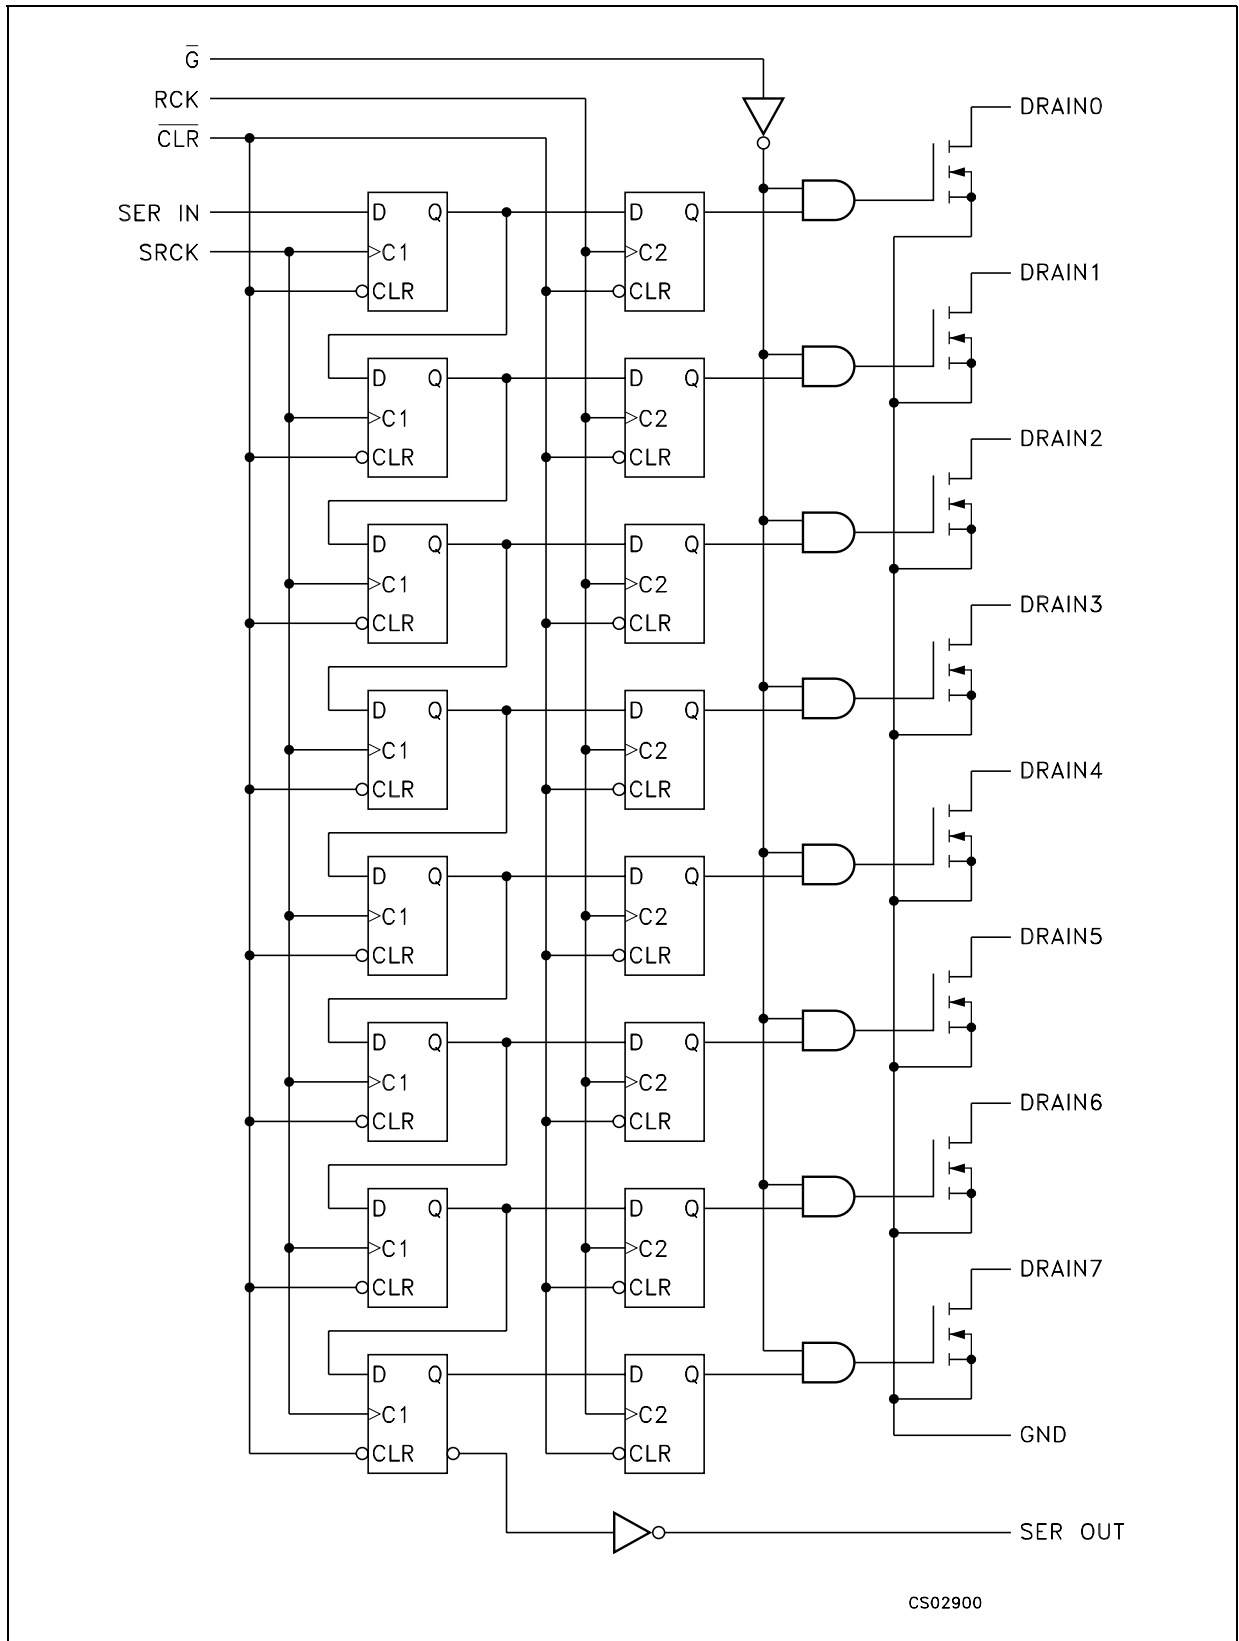 G
RCK
CLR
DRAIN0
D Q D Q
SER IN
SRCK
C1 C2
CLR CLR
DRAIN1
D Q D Q
C1 C2
CLR CLR
DRAIN2
D Q D Q
C1 C2
CLR CLR
DRAIN3
D Q D Q
C1 C2
CLR CLR
DRAIN4
D Q D Q
C1 C2
CLR CLR
DRAIN5
D Q D Q
C1 C2
CLR CLR
DRAIN6
D Q D Q
C1 C2
CLR CLR
DRAIN7
D Q D Q
C1 C2
CLR CLR
GND
SER OUT
CS02900